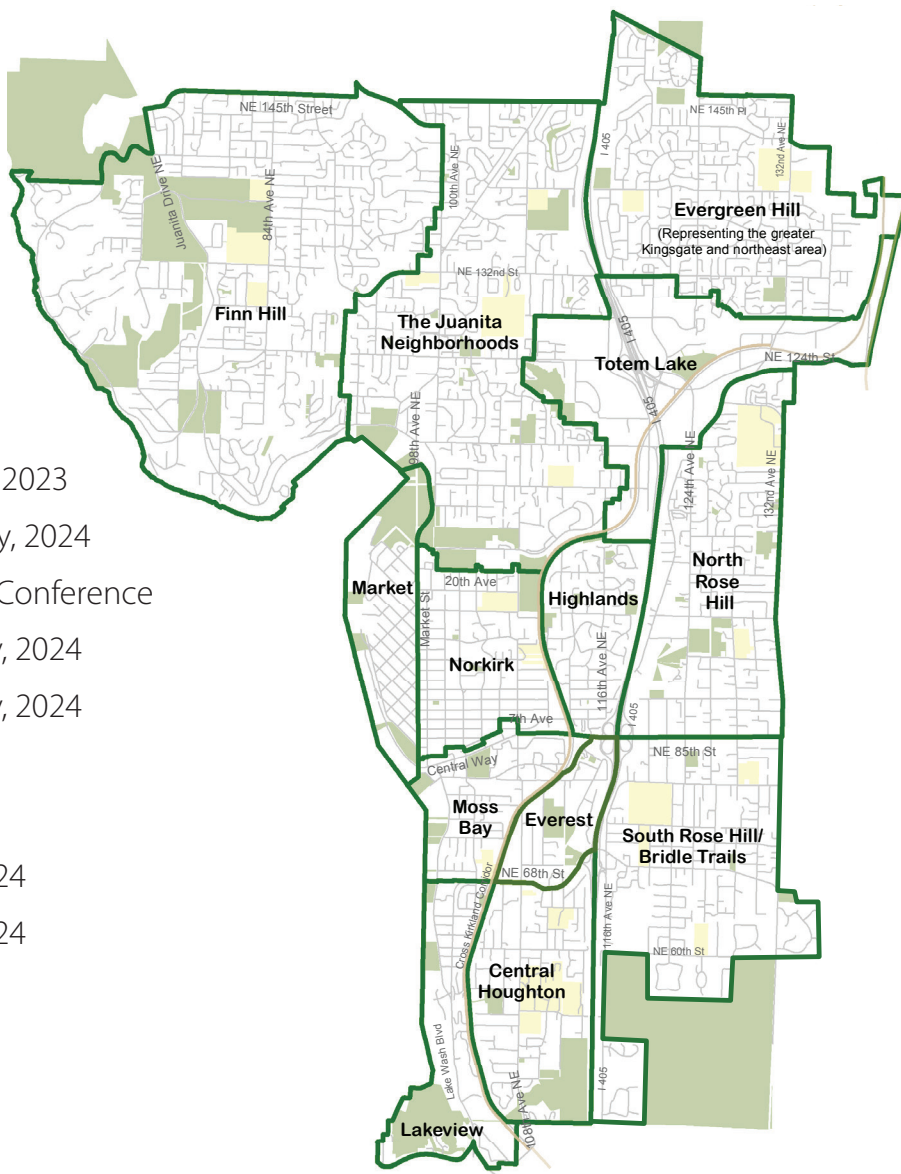 NE 145th Street
NE 145th Pl
I 405
132nd Ave NE
100th Ave NE
Juanita Drive NE
84th Ave NE
Evergreen Hill
(Representing the greater
Kingsgate and northeast area)
NE 132nd St
Finn Hill
The Juanita
Neighborhoods
I 405
Totem Lake
NE 124th St
I 405
98th Ave NE
124th Ave NE
132nd Ave NE
2023
y, 2024
Conference
y, 2024
y, 2024
24
24
Market
Market St
20th Ave
Highlands
North
Rose
Hill
Norkirk
116th Ave NE
7th Ave
I 405
NE 85th St
Central Way
Moss
Bay
Everest
South Rose Hill/
Bridle Trails
NE 68th St
Cross Kirkland Corridor
116th Ave NE
NE 60th St
Central
Houghton
Lake Wash Blvd
I 405
108th Ave NE
Lakeview